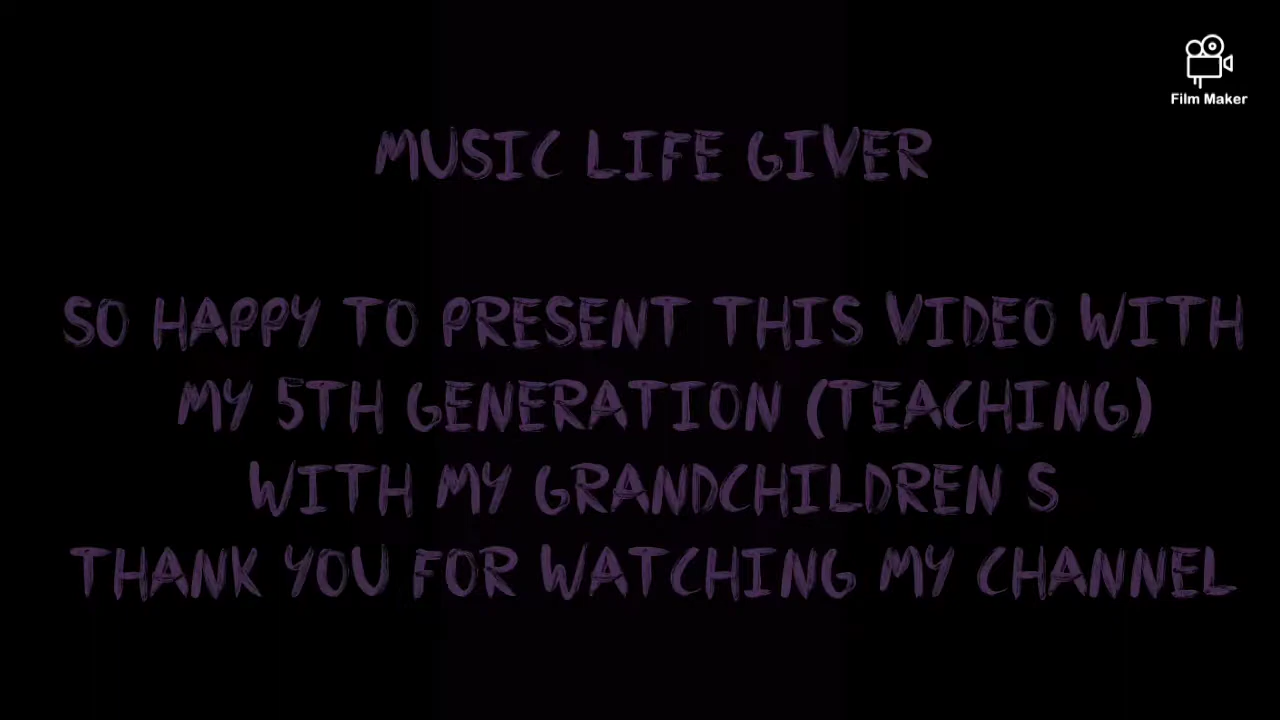 Film Maker
MUSIC LIFE GIVER
SO HAPPY TO PRESENT THIS VIDEO WITH
MY 5TH GENERATION (TEACHING)
WITH MY GRANDCHILDREN S
THANK YOU FOR WATCHING MY CHANNEL